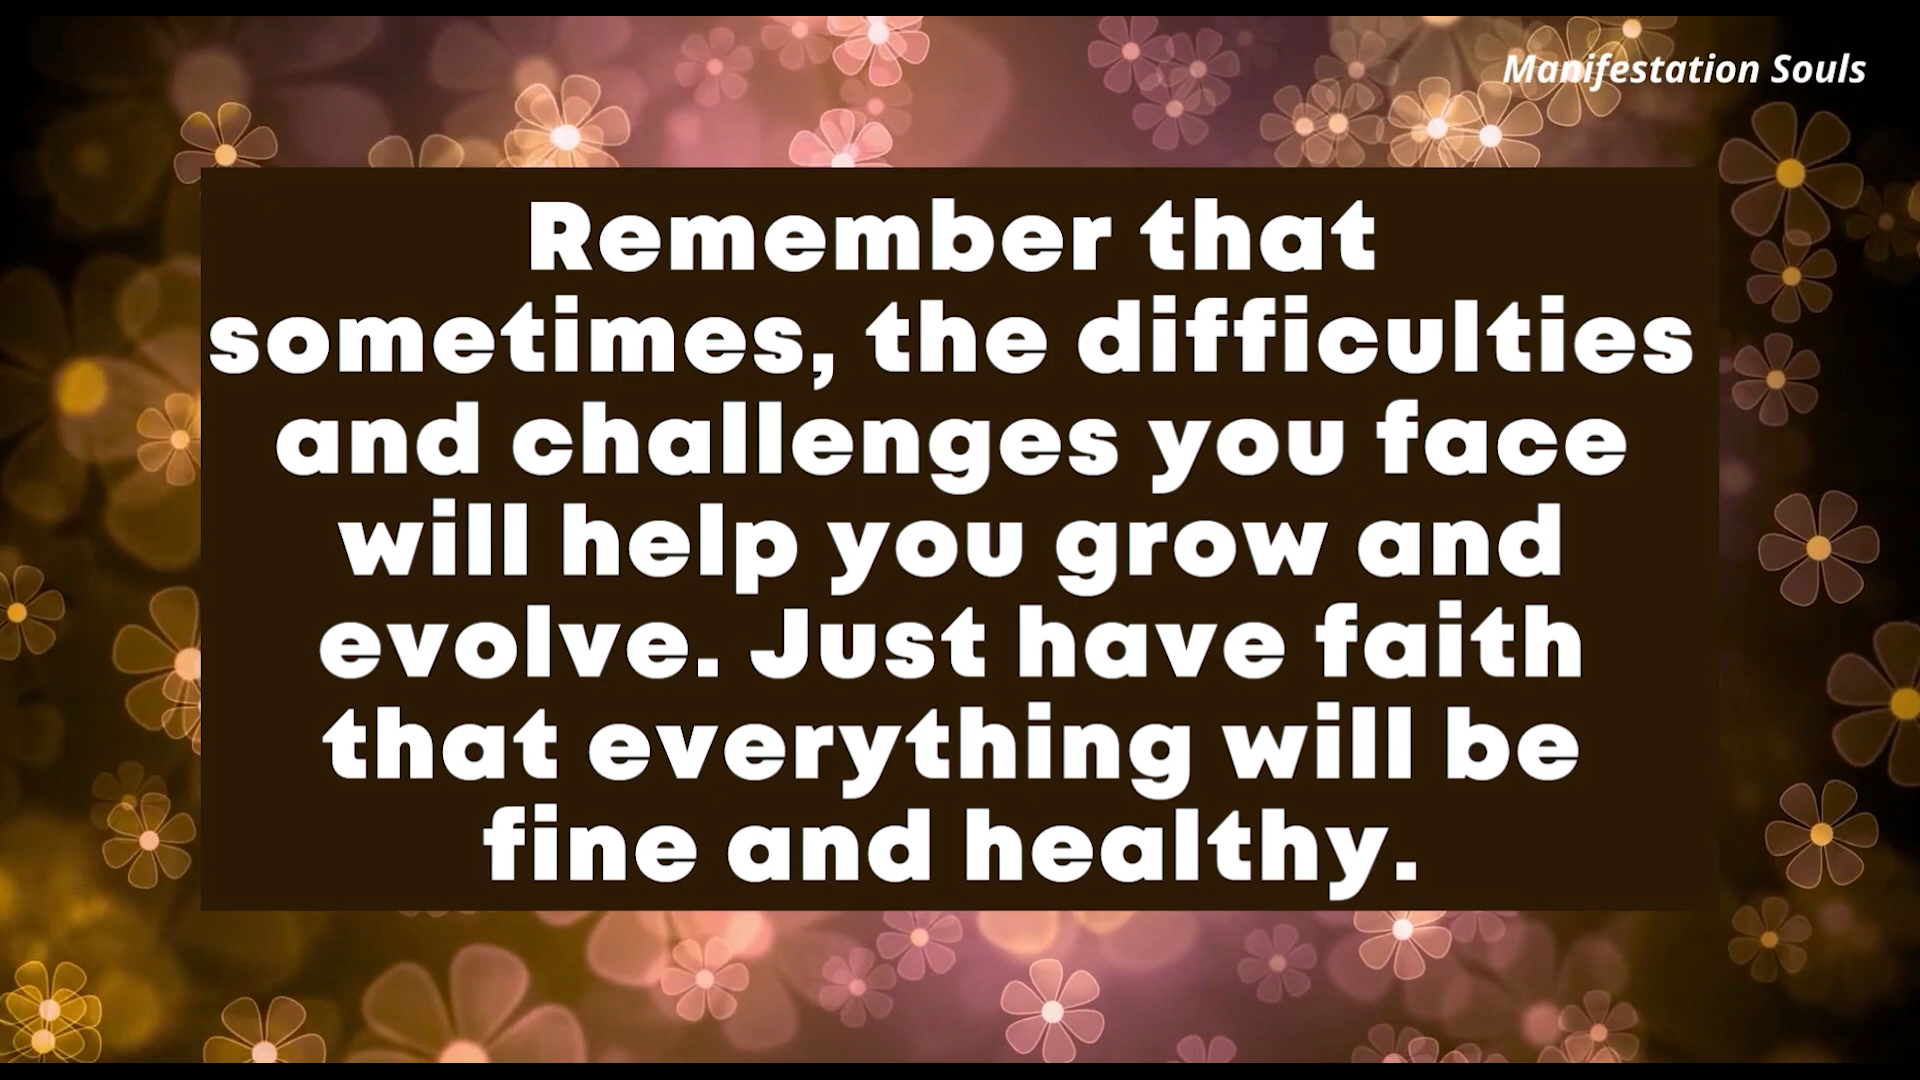 Manifestation Souls
Remember that
sometimes, the difficulties
and challenges you face
will help you grow and
evolve. Just have faith
that everything will be
fine and healthy.